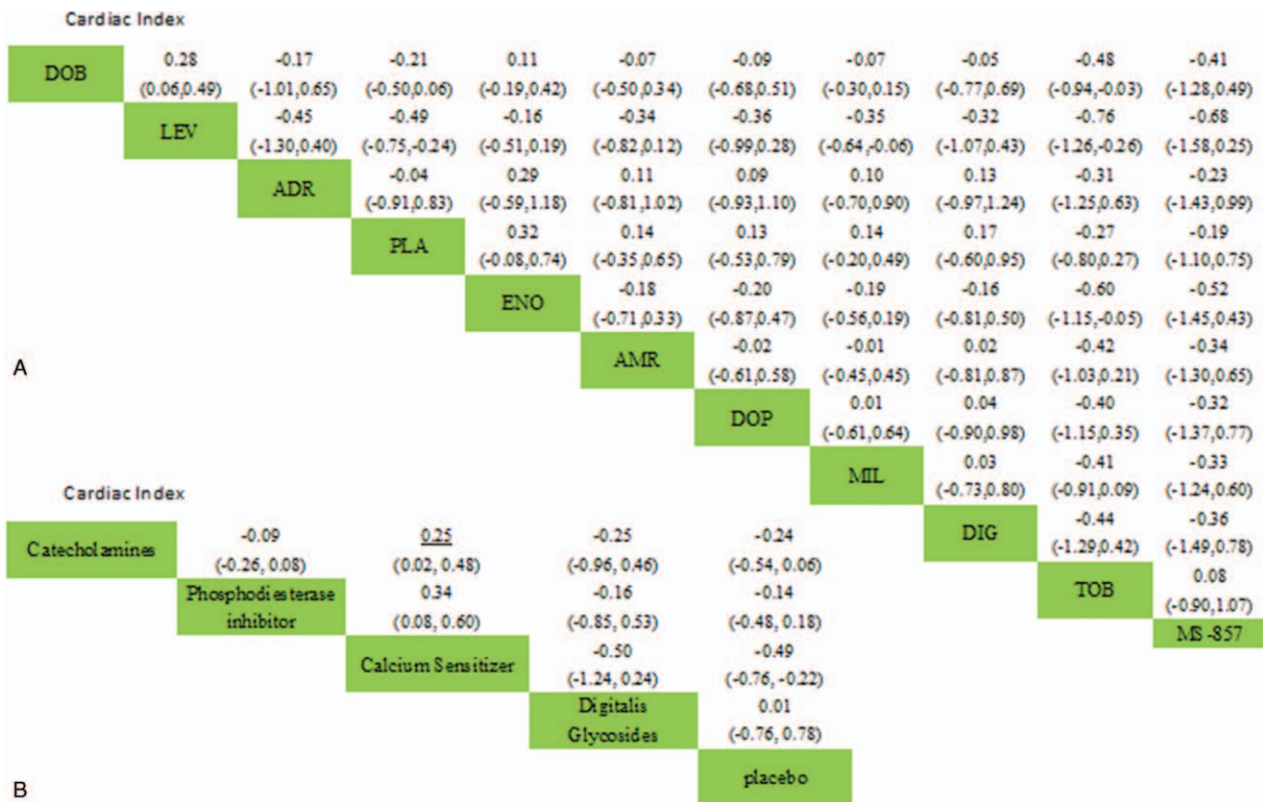 Cardiac Index
DOB 0.28 -0.17 -0.21 0.11 -0.07 -0.09 -0.07 -0.05 -0.48 -0.41
(0.06,0.49) (-1.01,0.65) (-0.50,0.06) (-0.19,0.42) (-0.50,0.34) (-0.68,0.51) (-0.30,0.15) (-0.77,0.69) (-0.94,-0.03) (-1.28,0.49)
LEV -0.45 -0.49 -0.16 -0.34 -0.36 -0.35 -0.32 -0.76 -0.68
(-1.30,0.40) (-0.75,-0.24) (-0.51,0.19) (-0.82,0.12) (-0.99,0.28) (-0.64,-0.06) (-1.07,0.43) (-1.26,-0.26) (-1.58,0.25)
ADR -0.04 0.29 0.11 0.09 0.10 0.13 -0.31 -0.23
(-0.91,0.83) (-0.59,1.18) (-0.81,1.02) (-0.93,1.10) (-0.70,0.90) (-0.97,1.24) (-1.25,0.63) (-1.43,0.99)
PLA 0.32 0.14 0.13 0.14 0.17 -0.27 -0.19
(-0.08,0.74) (-0.35,0.65) (-0.53,0.79) (-0.20,0.49) (-0.60,0.95) (-0.80,0.27) (-1.10,0.75)
ENO -0.18 -0.20 -0.19 -0.16 -0.60 -0.52
(-0.71,0.33) (-0.87,0.47) (-0.56,0.19) (-0.81,0.50) (-1.15,-0.05) (-1.45,0.43)
A
AMR -0.02 -0.01 0.02 -0.42 -0.34
(-0.61,0.58) (-0.45,0.45) (-0.81,0.87) (-1.03,0.21) (-1.30,0.65)
DOP 0.01 0.04 -0.40 -0.32
(-0.61,0.64) (-0.90,0.98) (-1.15,0.35) (-1.37,0.77)
MIL 0.03 -0.41 -0.33
(-0.73,0.80) (-0.91,0.09) (-1.24,0.60)
DIG -0.44 -0.36
(-1.29,0.42) (-1.49,0.78)
TOB 0.08
(-0.90,1.07)
MS-857
Cardiac Index
Catecholamines -0.09 0.25 -0.25 -0.24
(-0.26, 0.08) (0.02, 0.48) (-0.96, 0.46) (-0.54, 0.06)
Phosphodiesterase 0.34 -0.16 -0.14
inhibitor (0.08, 0.60) (-0.85, 0.53) (-0.48, 0.18)
Calcium Sensitizer -0.50 -0.49
(-1.24, 0.24) (-0.76, -0.22)
Digitalis 0.01
Glycosides (-0.76, 0.78)
placebo
B